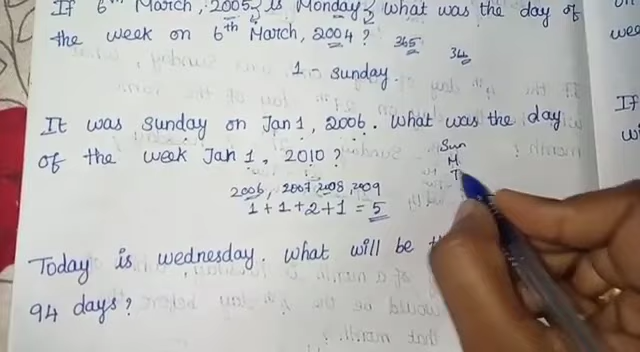 If 6th March, 2005, is Monday, what was the day of
the week on 6th March, 2004?
365
34
1 - Sunday.
It was Sunday on Jan 1, 2006. What was the day
of the week Jan 1, 2010?
Sun
M
T
2006, 2007, 2008, 2009
1 + 1 + 2 + 1 = 5
Today is Wednesday. What will be
94 days?
If